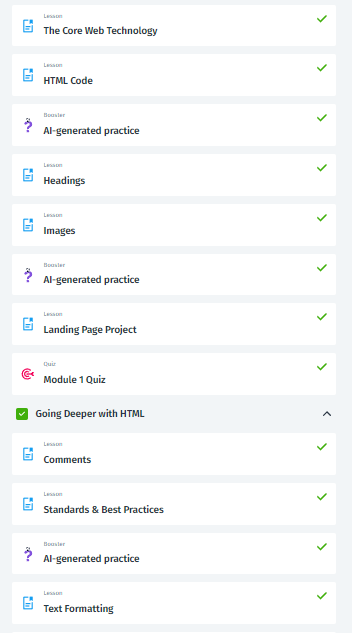 Lesson
The Core Web Technology
Lesson
HTML Code
Booster
AI-generated practice
Lesson
Headings
Lesson
Images
Booster
AI-generated practice
Lesson
Landing Page Project
Quiz
Module 1 Quiz
Going Deeper with HTML
Lesson
Comments
Lesson
Standards & Best Practices
Booster
AI-generated practice
Lesson
Text Formatting